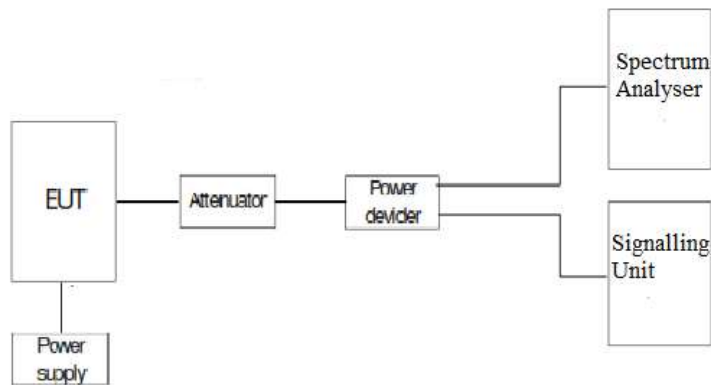 Spectrum
Analyser
EUT
Attenuator
Power
devider
Signalling
Unit
Power
supply